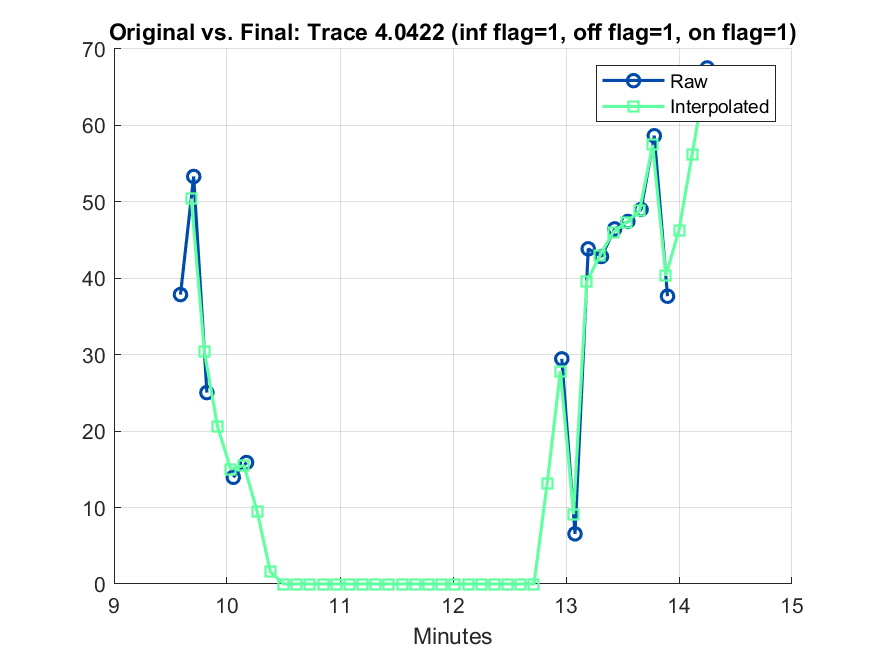 Original vs. Final: Trace 4.0422 (inf flag=1, off flag=1, on flag=1)
70
60
50
40
30
20
10
0
Raw
Interpolated
9 10 11 12 13 14 15
Minutes